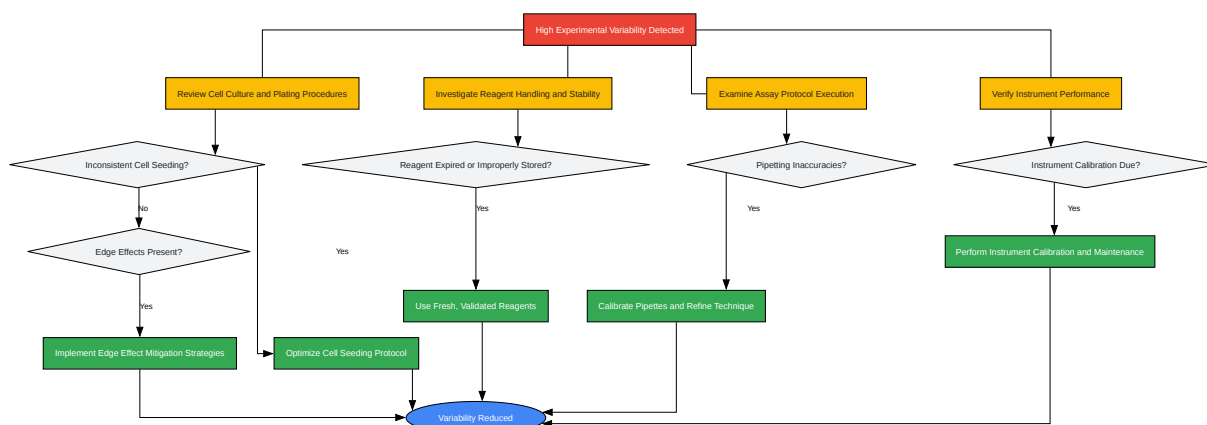 High Experimental Variability Detected
Review Cell Culture and Plating Procedures
Investigate Reagent Handling and Stability
Examine Assay Protocol Execution
Verify Instrument Performance
Inconsistent Cell Seeding?
Reagent Expired or Improperly Stored?
Pipetting Inaccuracies?
Instrument Calibration Due?
No
Yes
Yes
Yes
Edge Effects Present?
Yes
Perform Instrument Calibration and Maintenance
Yes
Use Fresh, Validated Reagents
Calibrate Pipettes and Refine Technique
Implement Edge Effect Mitigation Strategies
Optimize Cell Seeding Protocol
Variability Reduced